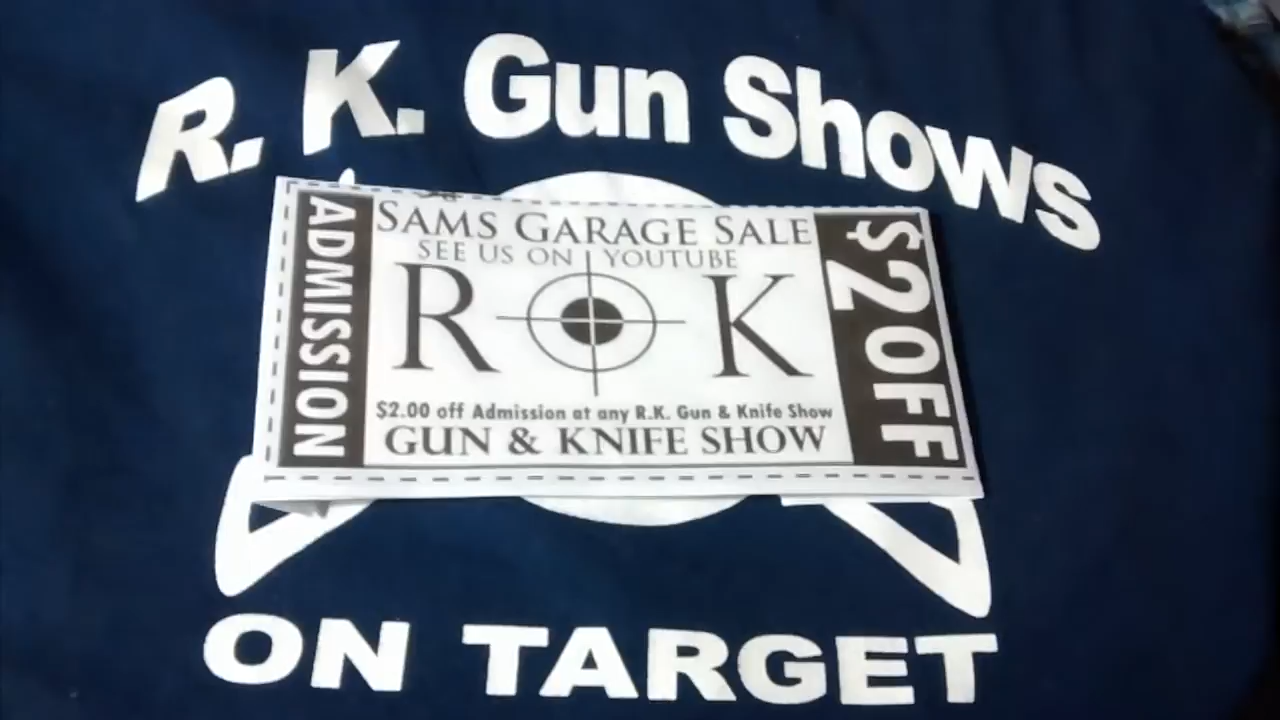 R. K. Gun Shows
ADMISSION
SAMS GARAGE SALE
SEE US ON YOUTUBE
R K
$2.00 off Admission at any R.K. Gun & Knife Show
GUN & KNIFE SHOW
$2 OFF
ON TARGET